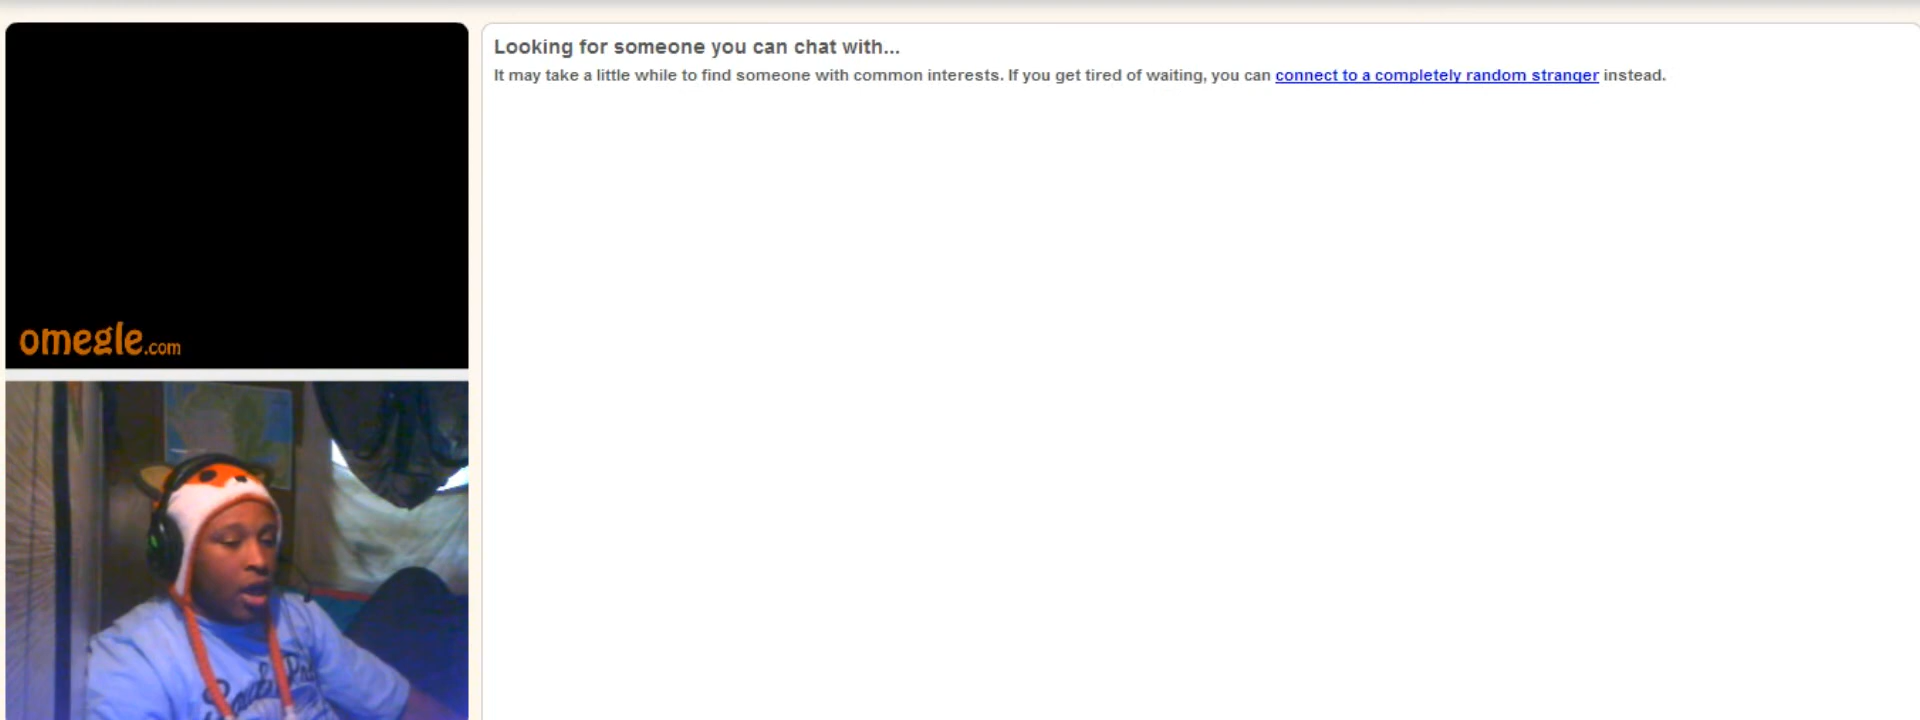 Looking for someone you can chat with...
It may take a little while to find someone with common interests. If you get tired of waiting, you can connect to a completely random stranger instead.
omegle.com